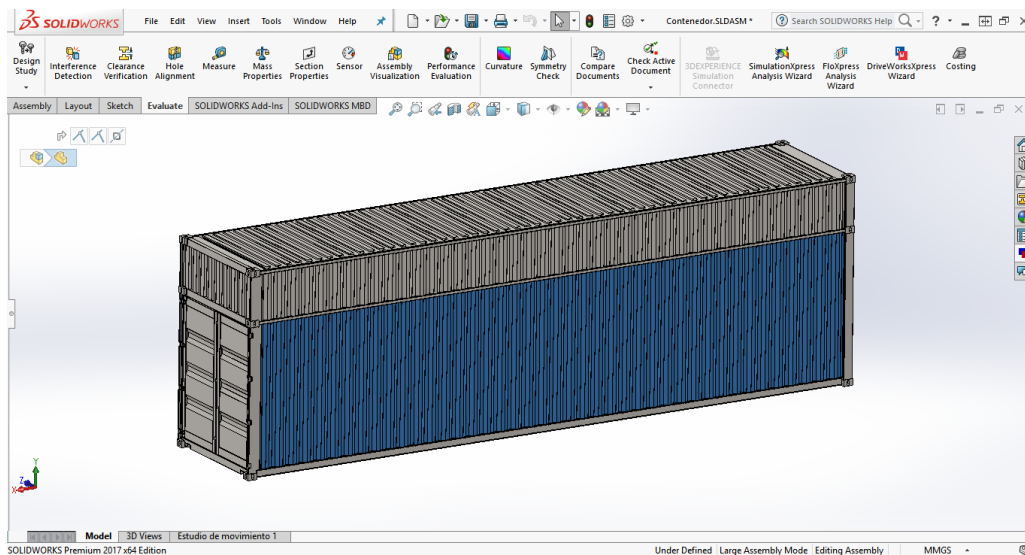 SOLIDWORKS File Edit View Insert Tools Window Help Contenedor.SLDASM * Search SOLIDWORKS Help ?
Design Study
Interference Detection
Clearance Verification
Hole Alignment
Measure
Mass Properties
Section Properties
Sensor
Assembly Visualization
Performance Evaluation
Curvature
Symmetry Check
Compare Documents
Check Active Document
3DEXPERIENCE Simulation Connector
SimulationXpress Analysis Wizard
FloXpress Analysis Wizard
DriveWorksXpress Wizard
Costing
Assembly Layout Sketch Evaluate SOLIDWORKS Add-Ins SOLIDWORKS MBD
Y
Z
X
Model 3D Views Estudio de movimiento 1
SOLIDWORKS Premium 2017 x64 Edition Under Defined Large Assembly Mode Editing Assembly MMGS